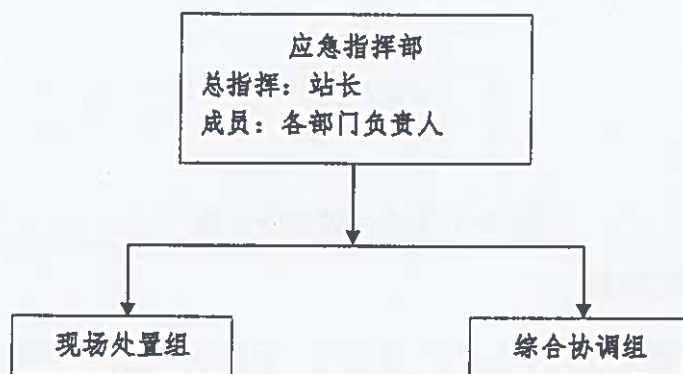 应急指挥部
总指挥：站长
成员：各部门负责人
现场处置组
综合协调组